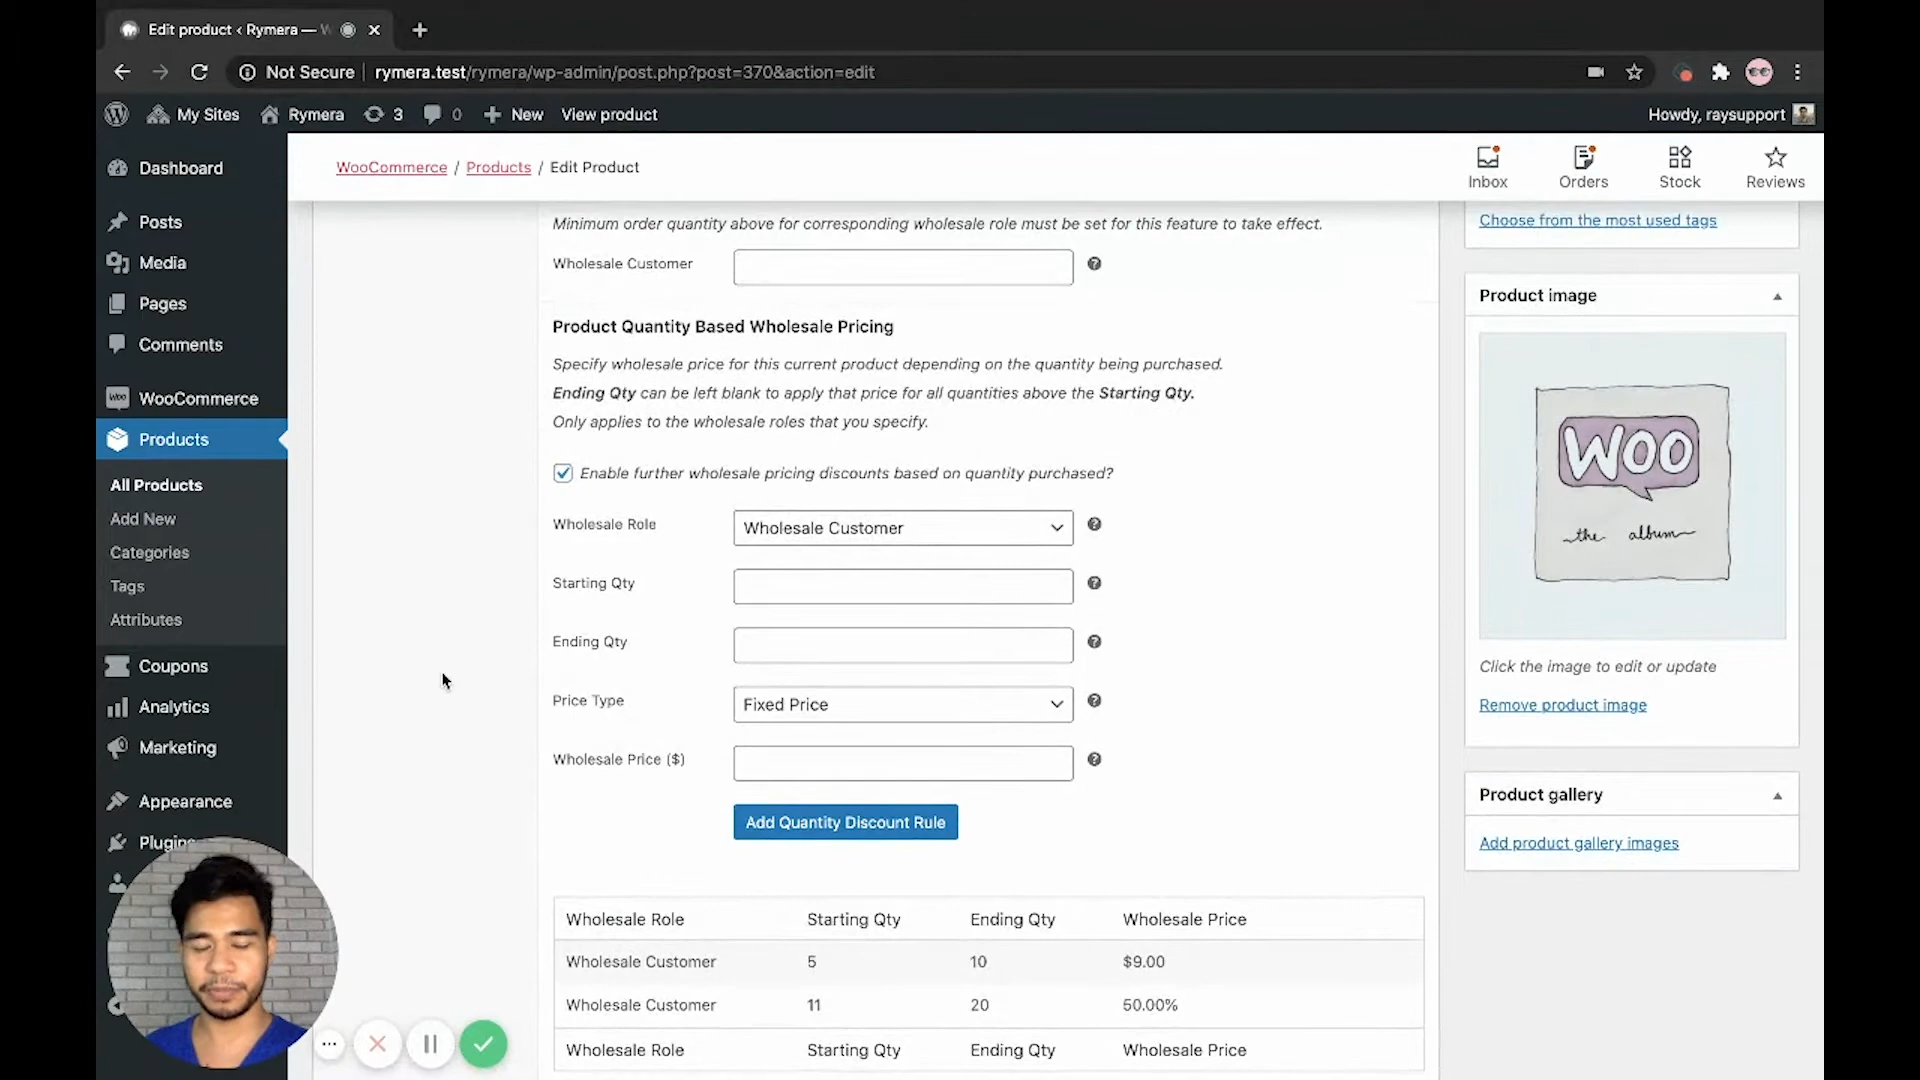 Edit product ‹ Rymera — W
Not Secure rymera.test/rymera/wp-admin/post.php?post=370&action=edit
My Sites Rymera 3 0 New View product Howdy, raysupport
Dashboard
Posts
Media
Pages
Comments
Woo WooCommerce
Products
All Products
Add New
Categories
Tags
Attributes
Coupons
Analytics
Marketing
Appearance
Plugins
WooCommerce / Products / Edit Product
Inbox Orders Stock Reviews
Minimum order quantity above for corresponding wholesale role must be set for this feature to take effect.
Wholesale Customer
Product Quantity Based Wholesale Pricing
Specify wholesale price for this current product depending on the quantity being purchased.
Ending Qty can be left blank to apply that price for all quantities above the Starting Qty.
Only applies to the wholesale roles that you specify.
Enable further wholesale pricing discounts based on quantity purchased?
Wholesale Role Wholesale Customer
Starting Qty
Ending Qty
Price Type Fixed Price
Wholesale Price ($)
Add Quantity Discount Rule
Wholesale Role Starting Qty Ending Qty Wholesale Price
Wholesale Customer 5 10 $9.00
Wholesale Customer 11 20 50.00%
Wholesale Role Starting Qty Ending Qty Wholesale Price
Choose from the most used tags
Product image
WOO
the album
Click the image to edit or update
Remove product image
Product gallery
Add product gallery images